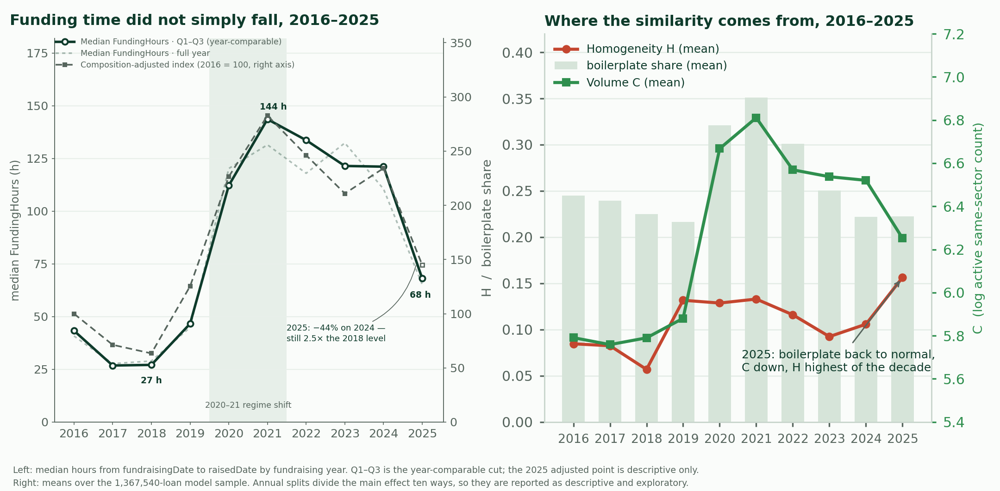 Funding time did not simply fall, 2016–2025
Median FundingHours · Q1–Q3 (year-comparable)
Median FundingHours · full year
Composition-adjusted index (2016 = 100, right axis)
median FundingHours (h)
175
150
125
100
75
50
25
0
350
300
250
200
150
100
50
0
144 h
68 h
27 h
2025: −44% on 2024 —
still 2.5× the 2018 level
2020–21 regime shift
2016 2017 2018 2019 2020 2021 2022 2023 2024 2025
Where the similarity comes from, 2016–2025
Homogeneity H (mean)
boilerplate share (mean)
Volume C (mean)
H / boilerplate share
0.40
0.35
0.30
0.25
0.20
0.15
0.10
0.05
0.00
7.2
7.0
6.8
6.6
6.4
6.2
6.0
5.8
5.6
5.4
C (log active same-sector count)
2025: boilerplate back to normal,
C down, H highest of the decade
2016 2017 2018 2019 2020 2021 2022 2023 2024 2025
Left: median hours from fundraisingDate to raisedDate by fundraising year. Q1–Q3 is the year-comparable cut; the 2025 adjusted point is descriptive only.
Right: means over the 1,367,540-loan model sample. Annual splits divide the main effect ten ways, so they are reported as descriptive and exploratory.